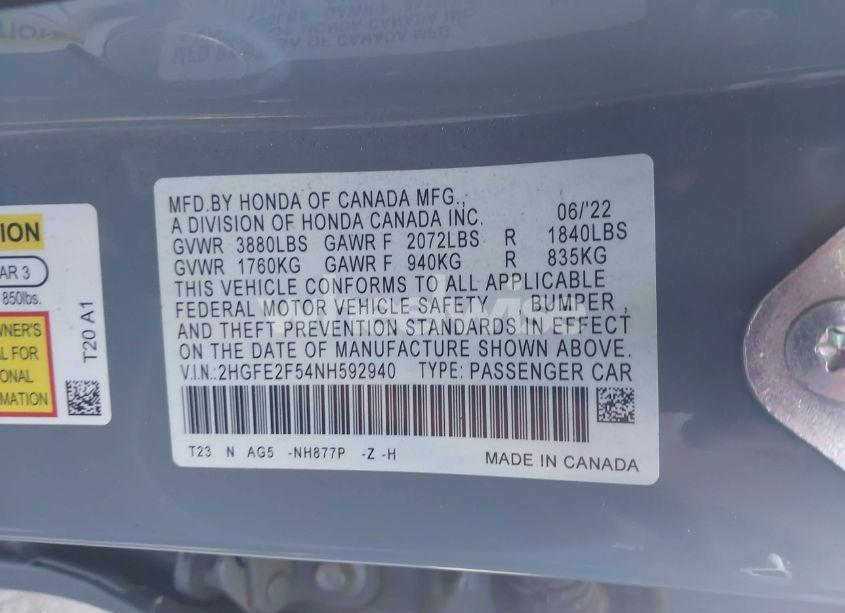 MFD.BY HONDA OF CANADA MFG.,
A DIVISION OF HONDA CANADA INC. 06/'22
GVWR 3880LBS GAWR F 2072LBS R 1840LBS
GVWR 1760KG GAWR F 940KG R 835KG
THIS VEHICLE CONFORMS TO ALL APPLICABLE
FEDERAL MOTOR VEHICLE SAFETY, BUMPER,
AND THEFT PREVENTION STANDARDS IN EFFECT
ON THE DATE OF MANUFACTURE SHOWN ABOVE.
V.I.N.:2HGFE2F54NH592940 TYPE: PASSENGER CAR
T23 N AG5 -NH877P -Z -H
MADE IN CANADA
AR 3
850lbs.
T20 A1